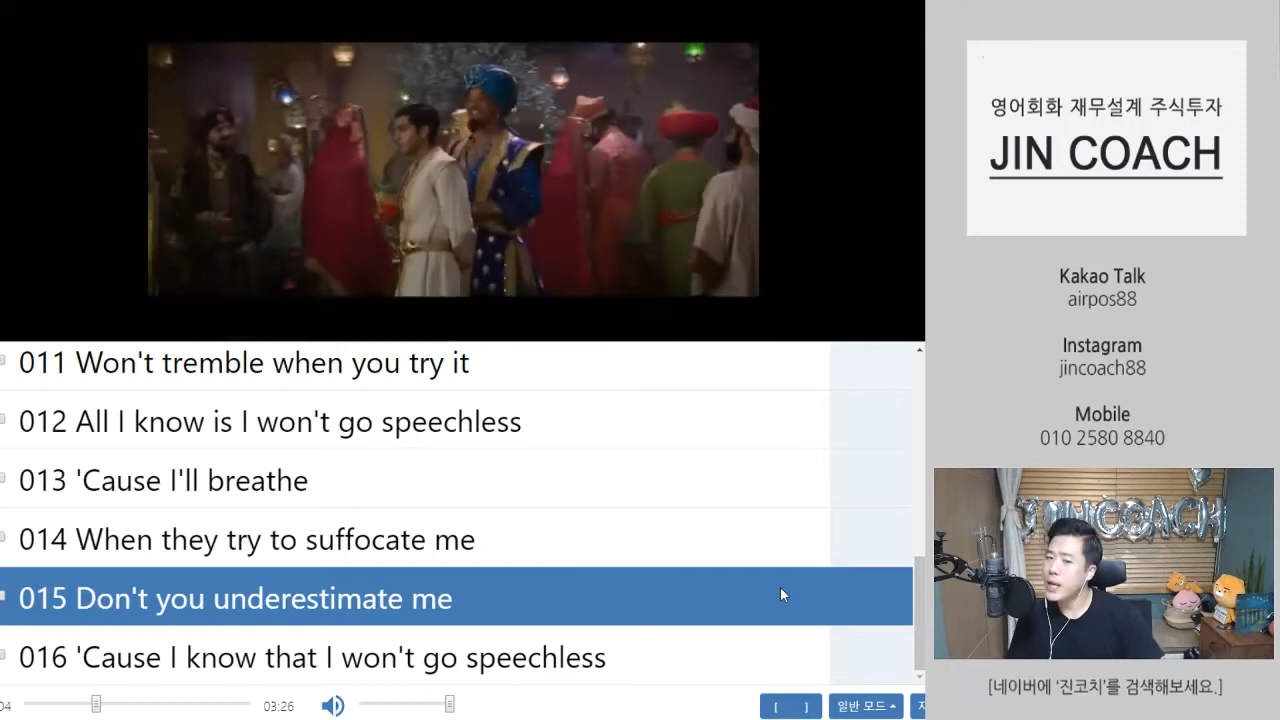 011 Won't tremble when you try it
012 All I know is I won't go speechless
013 'Cause I'll breathe
014 When they try to suffocate me
015 Don't you underestimate me
016 'Cause I know that I won't go speechless
04
03:26
[ ]
일반 모드
영어회화 재무설계 주식투자
JIN COACH
Kakao Talk
airpos88
Instagram
jincoach88
Mobile
010 2580 8840
JINCOACH
[네이버에 '진코치'를 검색해보세요.]